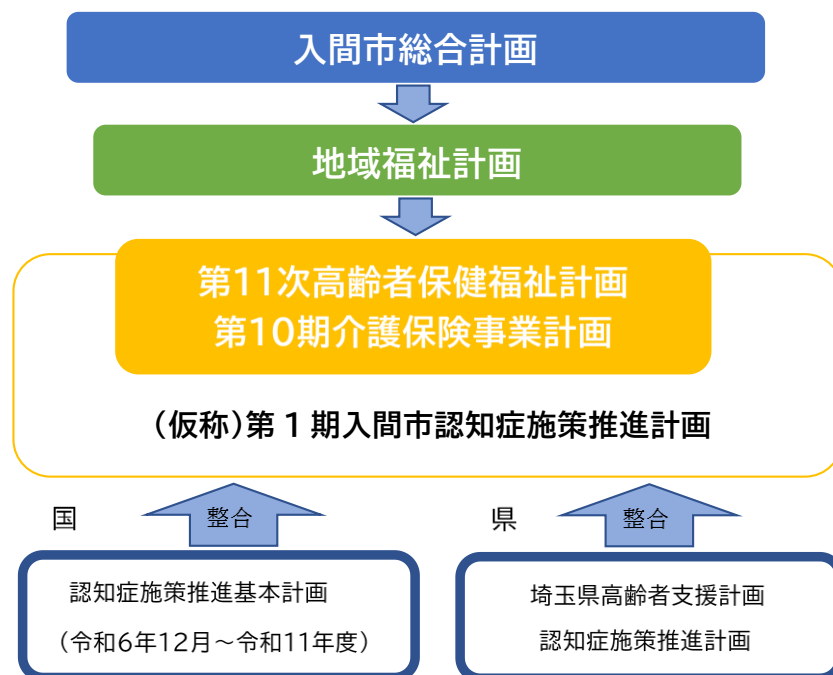 入間市総合計画
地域福祉計画
第11次高齢者保健福祉計画
第10期介護保険事業計画
(仮称)第1期入間市認知症施策推進計画
国
整合
県
整合
認知症施策推進基本計画
(令和6年12月～令和11年度)
埼玉県高齢者支援計画
認知症施策推進計画